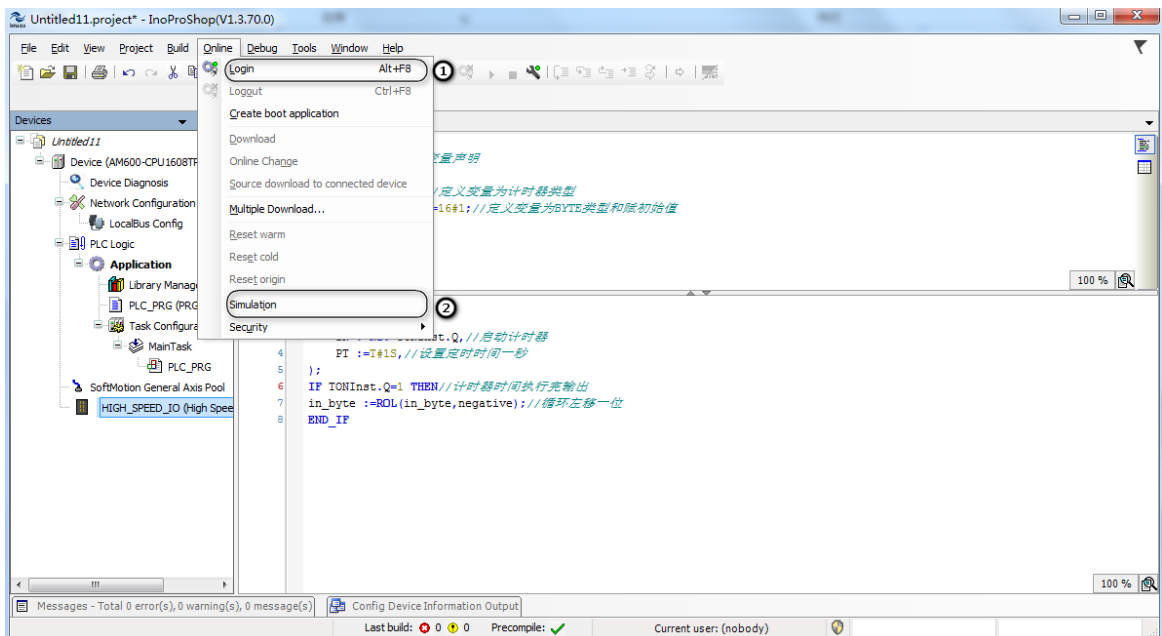 Untitled11.project* - InoProShop(V1.3.70.0)
File Edit View Project Build Online Debug Tools Window Help
Login Alt+F8
1
Logout Ctrl+F8
Create boot application
Download
Online Change
Source download to connected device
Multiple Download...
Reset warm
Reset cold
Reset origin
Simulation
2
Security
Devices
Untitled11
Device (AM600-CPU1608TP
Device Diagnosis
Network Configuration
LocalBus Config
PLC Logic
Application
Library Manag
PLC_PRG (PRG
Task Configura
MainTask
PLC_PRG
SoftMotion General Axis Pool
HIGH_SPEED_IO (High Spee
变量声明
//定义变量为计时器类型
=16#1;//定义变量为BYTE类型和赋初始值
100 %
TONInst.Q,//启动计时器
4 PT :=T#1S,//设置定时时间一秒
5 );
6 IF TONInst.Q=1 THEN//计时器时间执行完输出
7 in_byte :=ROL(in_byte,negative);//循环左移一位
8 END_IF
100 %
Messages - Total 0 error(s), 0 warning(s), 0 message(s)
Config Device Information Output
Last build: 0 0 Precompile: Current user: (nobody)